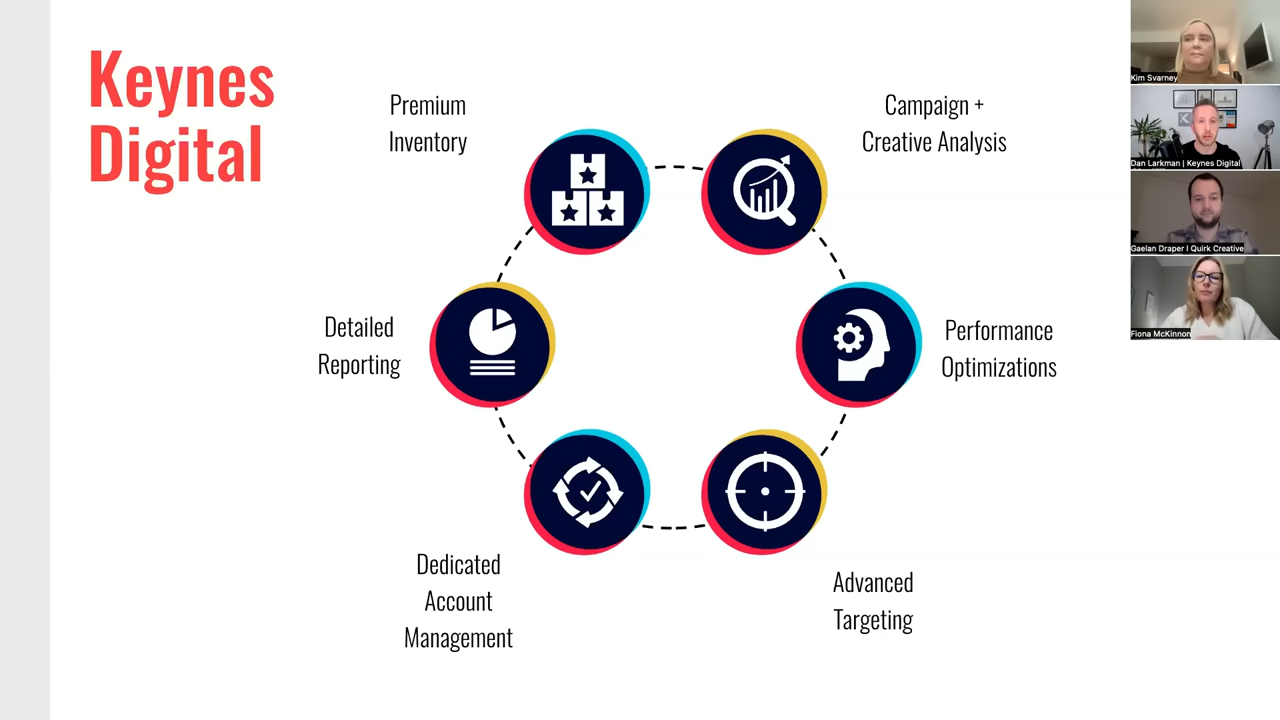 Keynes
Digital
Premium
Inventory
Campaign +
Creative Analysis
Detailed
Reporting
Performance
Optimizations
Dedicated
Account
Management
Advanced
Targeting
Kim Svarney
Dan Larkman | Keynes Digital
Gaelan Draper | Quirk Creative
Fiona McKinnon